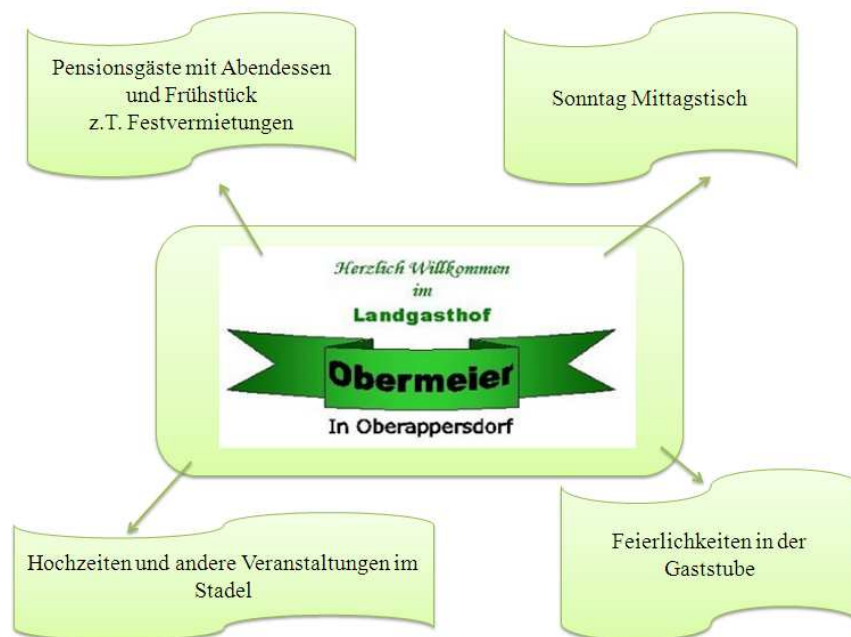 Pensionsgäste mit Abendessen
und Frühstück
z.T. Festvermietungen
Sonntag Mittagstisch
Herzlich Willkommen
im
Landgasthof
Obermeier
In Oberappersdorf
Hochzeiten und andere Veranstaltungen im
Stadel
Feierlichkeiten in der
Gaststube